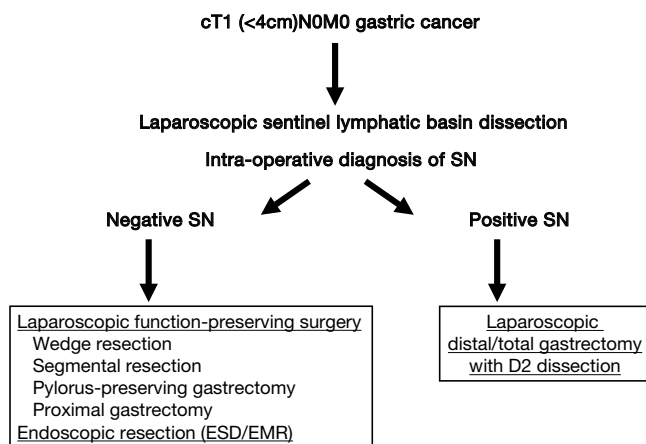 cT1 (<4cm)N0M0 gastric cancer
Laparoscopic sentinel lymphatic basin dissection
Intra-operative diagnosis of SN
Negative SN
Positive SN
Laparoscopic function-preserving surgery
Wedge resection
Segmental resection
Pylorus-preserving gastrectomy
Proximal gastrectomy
Endoscopic resection (ESD/EMR)
Laparoscopic
distal/total gastrectomy
with D2 dissection